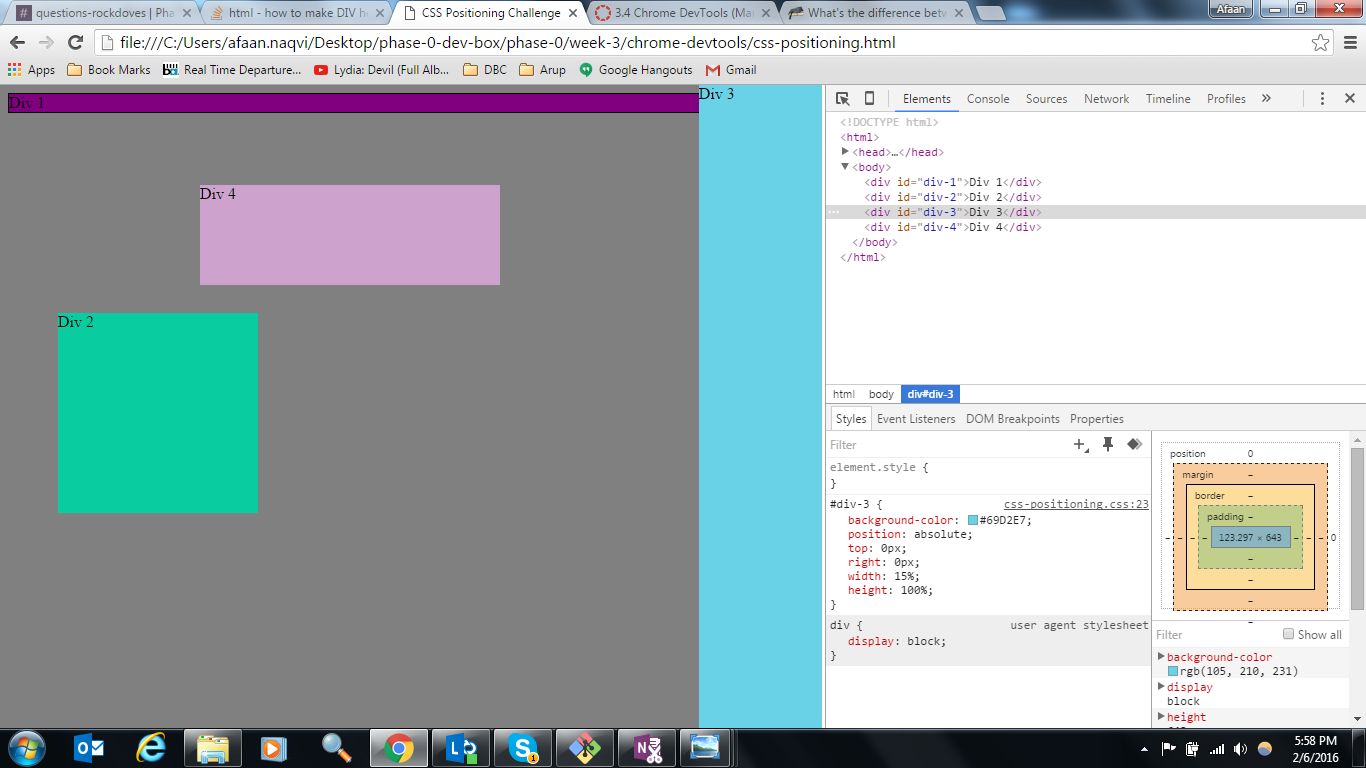 questions-rockdoves | Pha
html - how to make DIV h
CSS Positioning Challenge
3.4 Chrome DevTools (Ma
What's the difference betw
Afaan
file:///C:/Users/afaan.naqvi/Desktop/phase-0-dev-box/phase-0/week-3/chrome-devtools/css-positioning.html
Apps Book Marks Real Time Departure... Lydia: Devil (Full Alb... DBC Arup Google Hangouts Gmail
Div 1
Div 3
Div 4
Div 2
Elements Console Sources Network Timeline Profiles »
<!DOCTYPE html>
<html>
<head>…</head>
<body>
<div id="div-1">Div 1</div>
<div id="div-2">Div 2</div>
<div id="div-3">Div 3</div>
<div id="div-4">Div 4</div>
</body>
</html>
html body div#div-3
Styles Event Listeners DOM Breakpoints Properties
Filter
element.style {
}
#div-3 { css-positioning.css:23
background-color: #69D2E7;
position: absolute;
top: 0px;
right: 0px;
width: 15%;
height: 100%;
}
div { user agent stylesheet
display: block;
}
position 0
margin –
border –
padding –
– – – – 123.297 × 643 – – – 0
–
–
–
–
Filter Show all
background-color
rgb(105, 210, 231)
display
block
height
5:58 PM
2/6/2016